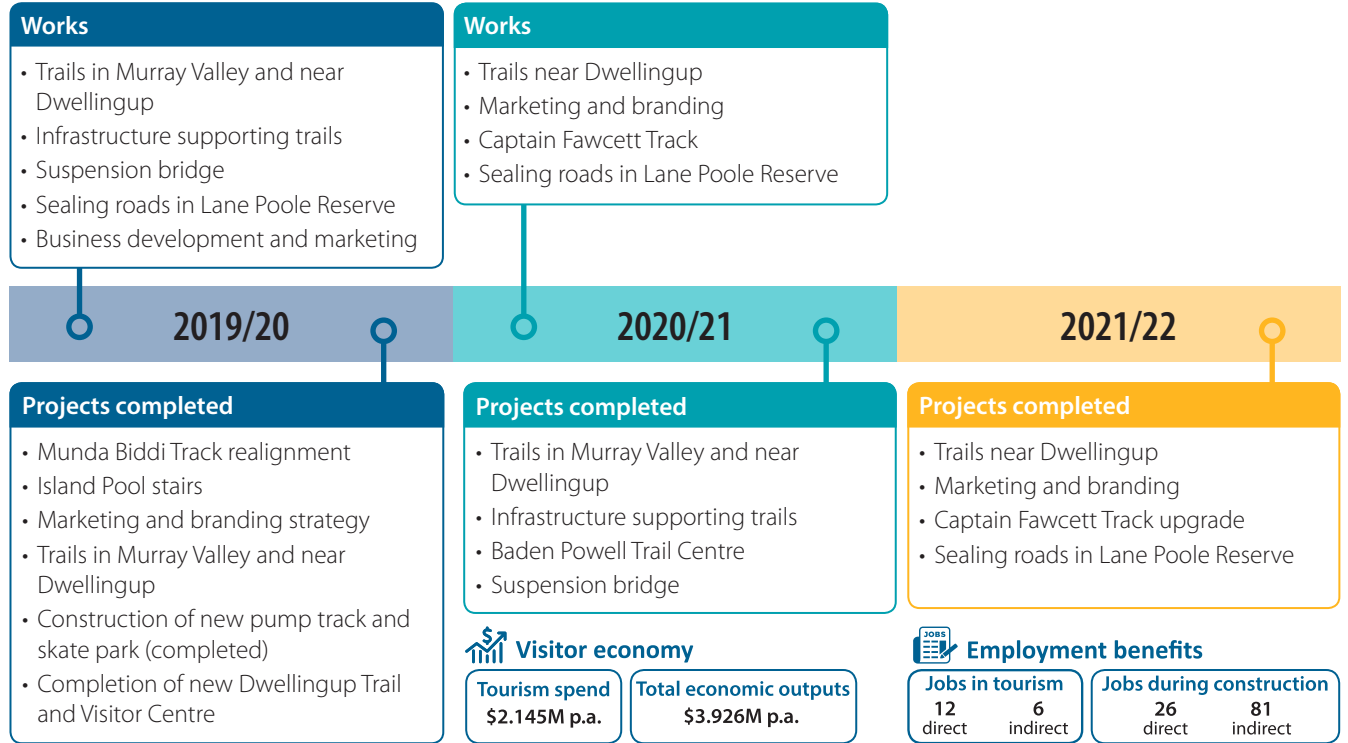 Works
• Trails in Murray Valley and near
Dwellingup
• Infrastructure supporting trails
• Suspension bridge
• Sealing roads in Lane Poole Reserve
• Business development and marketing
Works
• Trails near Dwellingup
• Marketing and branding
• Captain Fawcett Track
• Sealing roads in Lane Poole Reserve
2019/20
2020/21
2021/22
Projects completed
• Munda Biddi Track realignment
• Island Pool stairs
• Marketing and branding strategy
• Trails in Murray Valley and near
Dwellingup
• Construction of new pump track and
skate park (completed)
• Completion of new Dwellingup Trail
and Visitor Centre
Projects completed
• Trails in Murray Valley and near
Dwellingup
• Infrastructure supporting trails
• Baden Powell Trail Centre
• Suspension bridge
Projects completed
• Trails near Dwellingup
• Marketing and branding
• Captain Fawcett Track upgrade
• Sealing roads in Lane Poole Reserve
$
Visitor economy
Tourism spend
$2.145M p.a.
Total economic outputs
$3.926M p.a.
JOBS
Employment benefits
Jobs in tourism
12 6
direct indirect
Jobs during construction
26 81
direct indirect